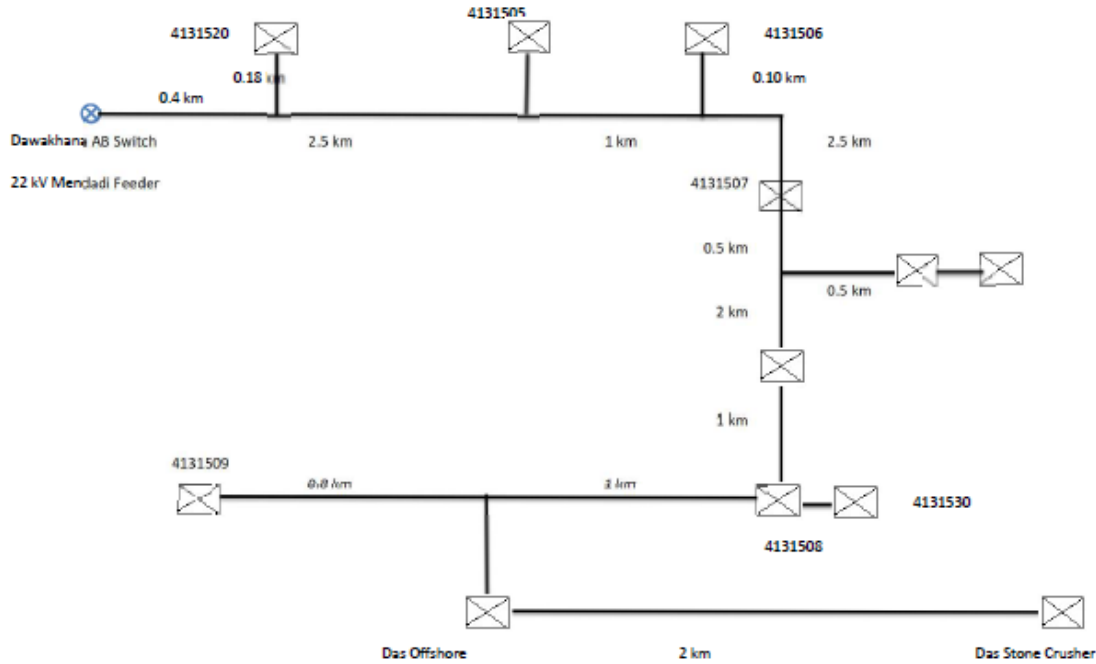 4131505
4131520
4131506
0.18 km
0.10 km
0.4 km
Dawakhana AB Switch
2.5 km
1 km
2.5 km
22 kV Mendadi Feeder
4131507
0.5 km
0.5 km
2 km
1 km
4131509
km
km
4131530
4131508
Das Offshore
2 km
Das Stone Crusher